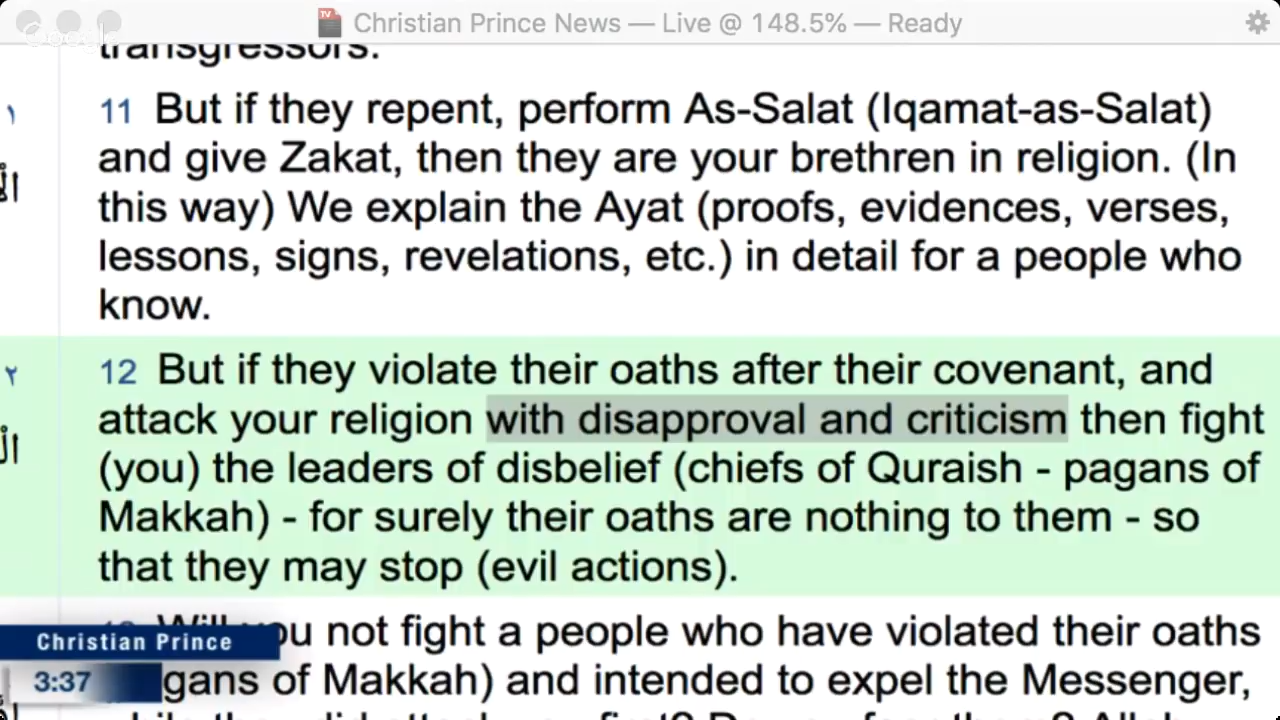 Christian Prince News — Live @ 148.5% — Ready
Google
transgressors.
11 But if they repent, perform As-Salat (Iqamat-as-Salat)
and give Zakat, then they are your brethren in religion. (In
this way) We explain the Ayat (proofs, evidences, verses,
lessons, signs, revelations, etc.) in detail for a people who
know.
١
12 But if they violate their oaths after their covenant, and
attack your religion with disapproval and criticism then fight
(you) the leaders of disbelief (chiefs of Quraish - pagans of
Makkah) - for surely their oaths are nothing to them - so
that they may stop (evil actions).
٢
Will you not fight a people who have violated their oaths
of Makkah) and intended to expel the Messenger,
Christian Prince
3:37